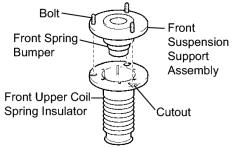 Bolt
Front Spring
Bumper
Front
Suspension
Support
Assembly
Front Upper Coil
Spring Insulator
Cutout